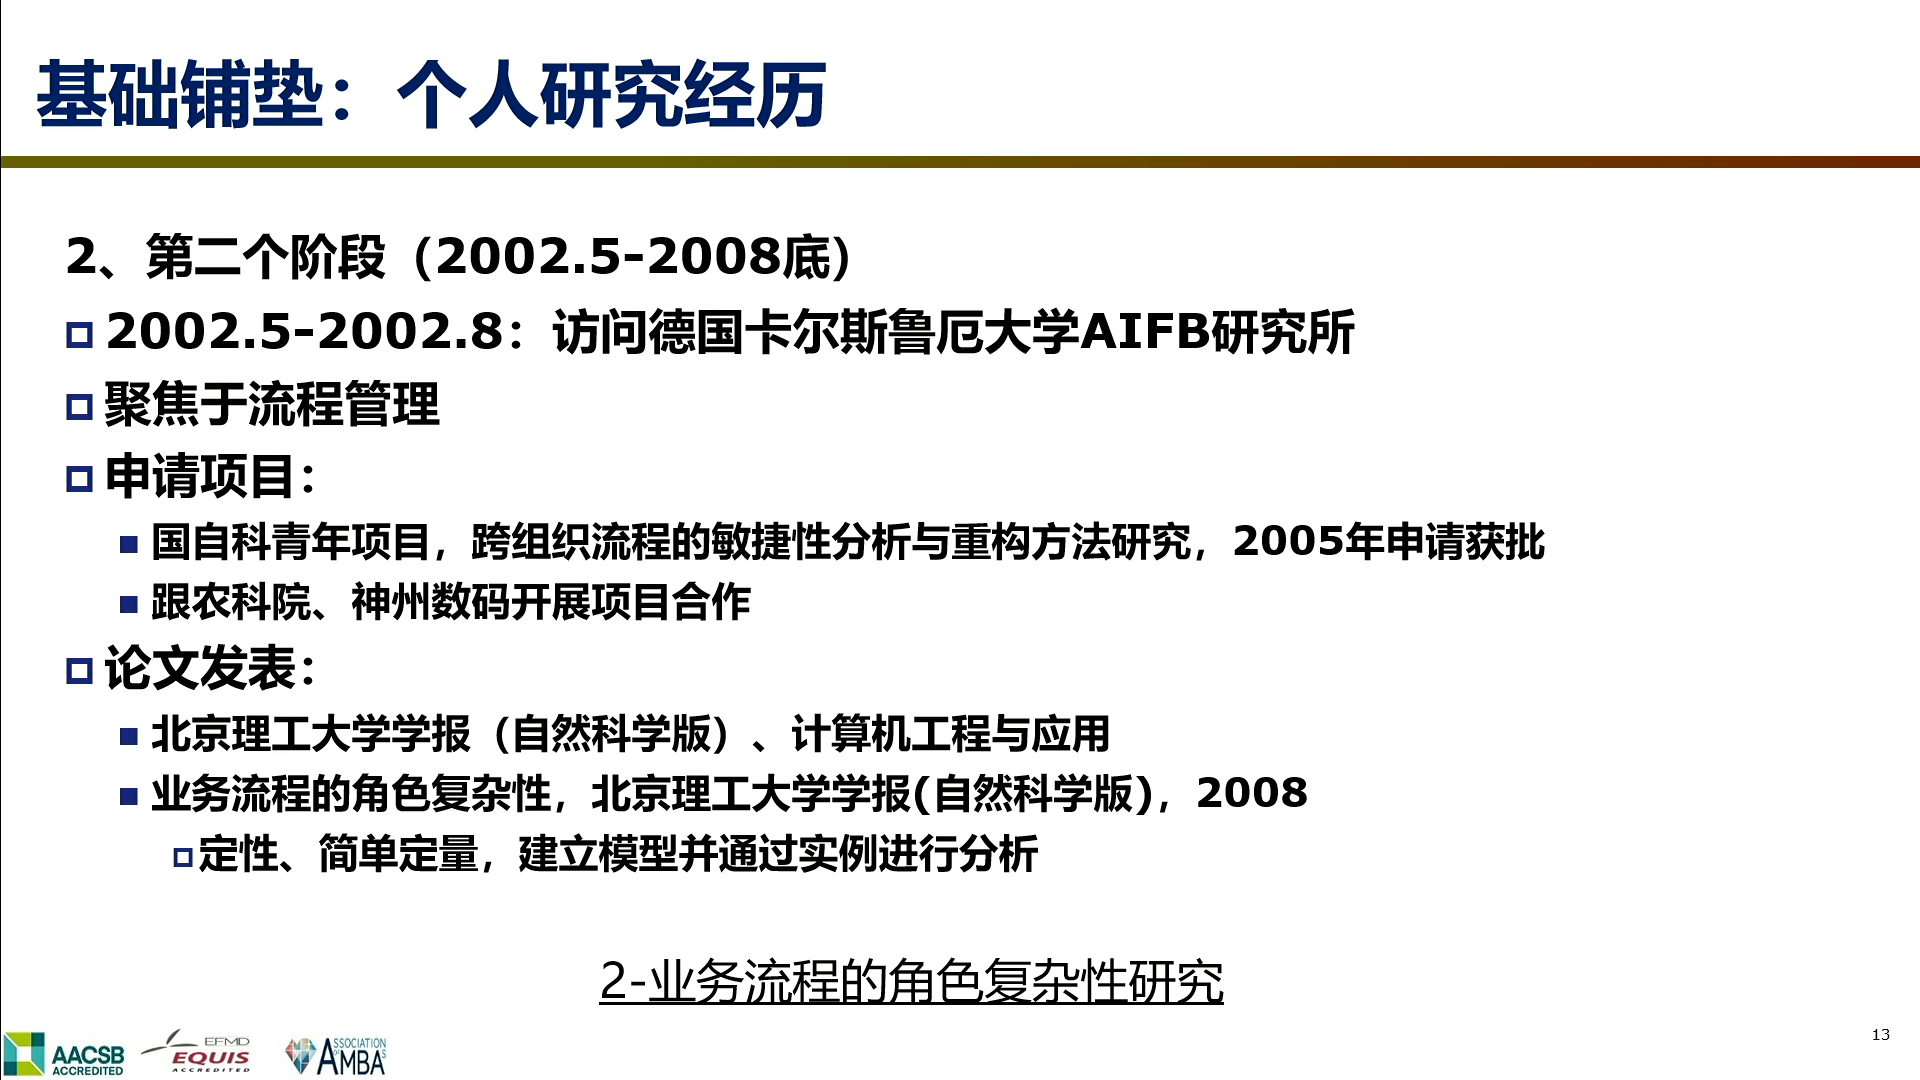 基础铺垫：个人研究经历
2、第二个阶段（2002.5-2008底）
2002.5-2002.8：访问德国卡尔斯鲁厄大学AIFB研究所
聚焦于流程管理
申请项目：
国自科青年项目，跨组织流程的敏捷性分析与重构方法研究，2005年申请获批
跟农科院、神州数码开展项目合作
论文发表：
北京理工大学学报（自然科学版）、计算机工程与应用
业务流程的角色复杂性，北京理工大学学报(自然科学版)，2008
定性、简单定量，建立模型并通过实例进行分析
2-业务流程的角色复杂性研究
AACSB
ACCREDITED
EFMD
EQUIS
ACCREDITED
ASSOCIATION
OF
AMBAS
13